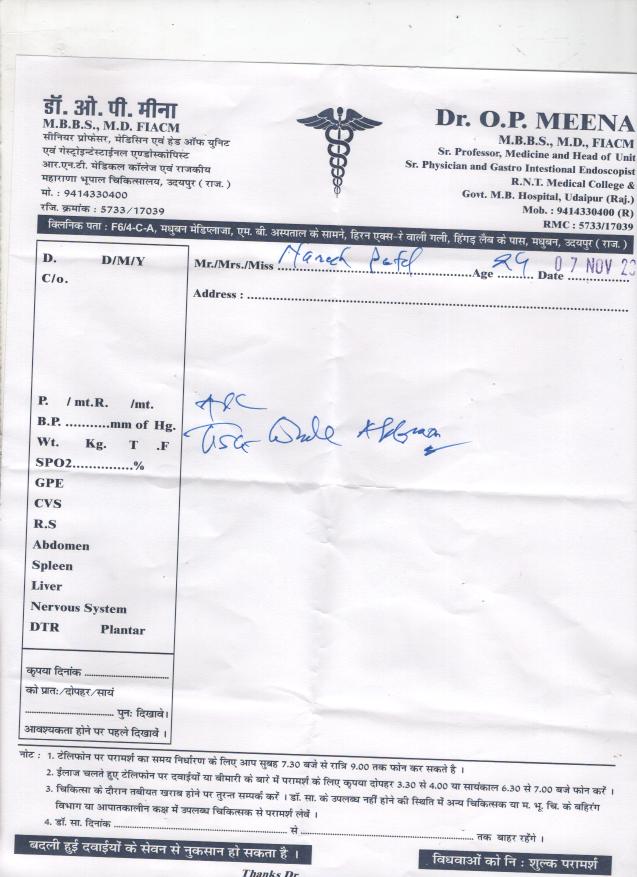 डॉ. ओ. पी. मीना
M.B.B.S., M.D. FIACM
सीनियर प्रोफेसर, मेडिसिन एवं हेड ऑफ युनिट
एवं गेस्ट्रोइन्टेस्टाईनल एण्डोस्कोपिस्ट
आर.एन.टी. मेडिकल कॉलेज एवं राजकीय
महाराणा भूपाल चिकित्सालय, उदयपुर ( राज. )
मो. : 9414330400
रजि. क्रमांक : 5733/17039
Dr. O.P. MEENA
M.B.B.S., M.D., FIACM
Sr. Professor, Medicine and Head of Unit
Sr. Physician and Gastro Intestional Endoscopist
R.N.T. Medical College &
Govt. M.B. Hospital, Udaipur (Raj.)
Mob. : 9414330400 (R)
RMC : 5733/17039
क्लिनिक पता : F6/4-C-A, मधुबन मेडिप्लाजा, एम. बी. अस्पताल के सामने, हिरन एक्स-रे वाली गली, हिंगड़ लैब के पास, मधुबन, उदयपुर ( राज. )
D. D/M/Y
C/o.
Mr./Mrs./Miss Age 29 Date 07 NOV
Address :
P. / mt.R. /mt.
B.P. ...........mm of Hg.
Wt. Kg. T .F
SPO2..............%
GPE
CVS
R.S
Abdomen
Spleen
Liver
Nervous System
DTR Plantar
Whole Abdomen
कृपया दिनांक ........................
को प्रातः/दोपहर/सायं
........................ पुनः दिखावे।
आवश्यकता होने पर पहले दिखावें ।
नोट : 1. टेलिफोन पर परामर्श का समय निर्धारण के लिए आप सुबह 7.30 बजे से रात्रि 9.00 तक फोन कर सकते है ।
2. ईलाज चलते हुए टेलिफोन पर दवाईयों या बीमारी के बारे में परामर्श के लिए कृपया दोपहर 3.30 से 4.00 या सायंकाल 6.30 से 7.00 बजे फोन करें ।
3. चिकित्सा के दौरान तबीयत खराब होने पर तुरन्त सम्पर्क करें । डॉ. सा. के उपलब्ध नहीं होने की स्थिति में अन्य चिकित्सक या म. भू. चि. के बहिरंग
विभाग या आपातकालीन कक्ष में उपलब्ध चिकित्सक से परामर्श लेवें ।
4. डॉ. सा. दिनांक ........................ से ........................ तक बाहर रहेंगे ।
बदली हुई दवाईयों के सेवन से नुकसान हो सकता है ।
विधवाओं को नि : शुल्क परामर्श
Thanks Dr.